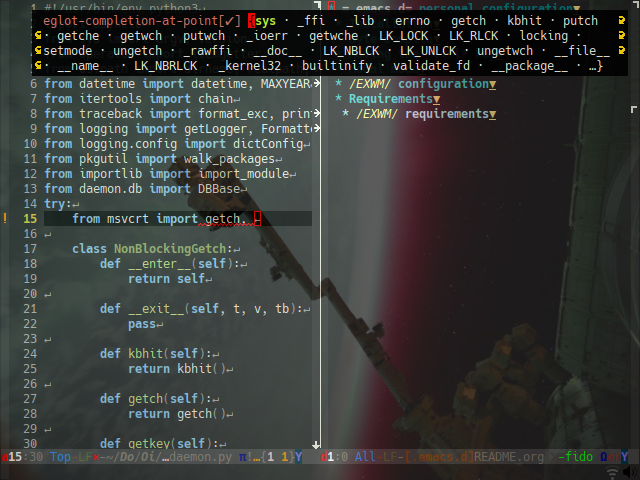 #!/usr/bin/env python3
* .emacs.d= personal configuration▼
eglot-completion-at-point[✓] {sys · _ffi · _lib · errno · getch · kbhit · putch
· getche · getwch · putwch · _ioerr · getwche · LK_LOCK · LK_RLCK · locking ·
setmode · ungetch · _rawffi · __doc__ · LK_NBLCK · LK_UNLCK · ungetwch · __file__
· __name__ · LK_NBRLCK · _kernel32 · builtinify · validate_fd · __package__ · …}
6 from datetime import datetime, MAXYEAR
7 from itertools import chain↵
8 from traceback import format_exc, prin
9 from logging import getLogger, Formatt
10 from logging.config import dictConfig↵
11 from pkgutil import walk_packages↵
12 from importlib import import_module↵
13 from daemon.db import DBBase↵
14 try:↵
! 15     from msvcrt import getch, ↵
16 ↵
17     class NonBlockingGetch:↵
18         def __enter__(self):↵
19             return self↵
20 ↵
21         def __exit__(self, t, v, tb):↵
22             pass↵
23 ↵
24         def kbhit(self):↵
25             return kbhit()↵
26 ↵
27         def getch(self):↵
28             return getch()↵
29 ↵
30         def getkey(self):↵
* /EXWM/ configuration▼
* Requirements▼
* /EXWM/ requirements▼
15:30 Top-LF×-~/Do/Oi/…daemon.py π!…{1 1}Y
1:0 All-LF-[.emacs.d]README.org -fido Y